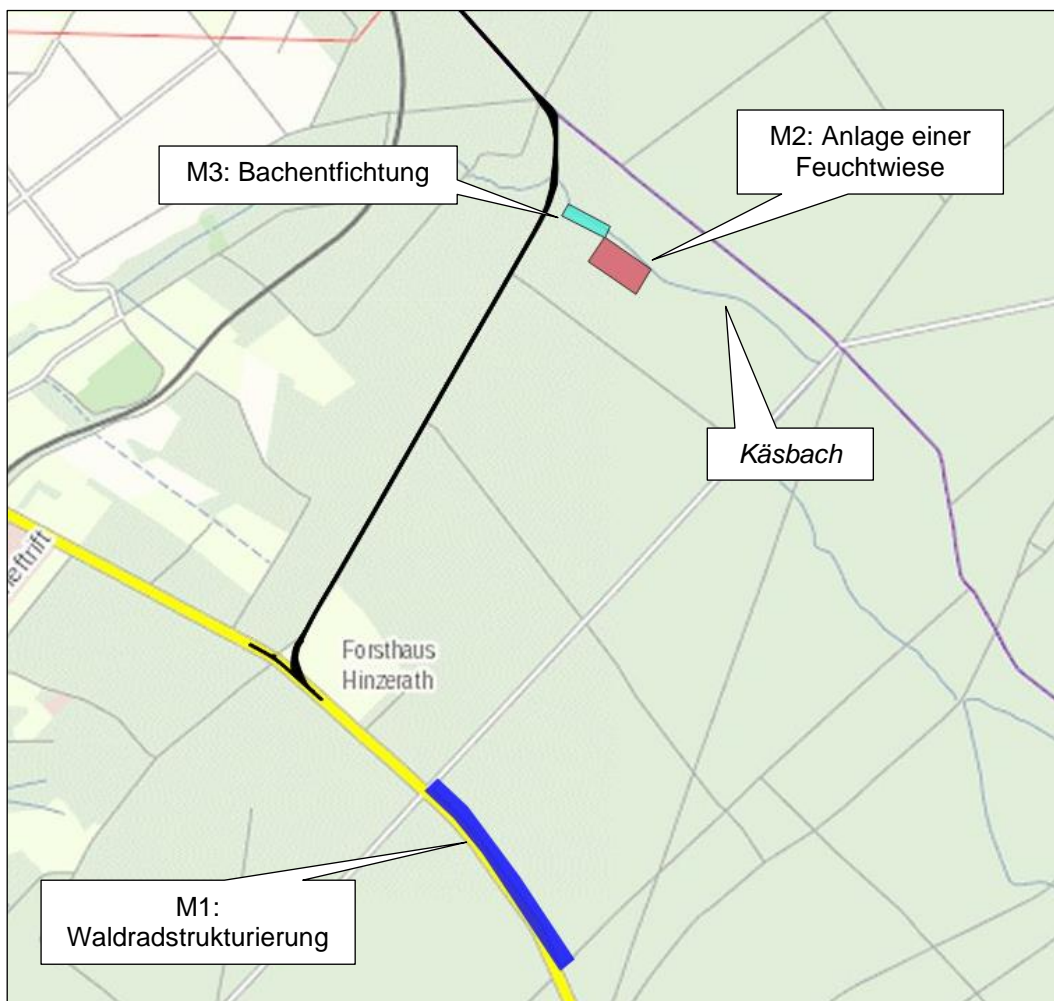 M2: Anlage einer
Feuchtwiese
M3: Bachentfichtung
Käsbach
Forsthaus
Hinzerath
M1:
Waldradstrukturierung